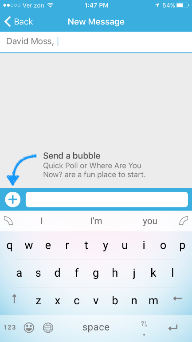 Verizon 1:47 PM 54%
Back New Message
David Moss,
Send a bubble
Quick Poll or Where Are You
Now? are a fun place to start.
I I'm you
q w e r t y u i o p
a s d f g h j k l
z x c v b n m
123 space ?!,